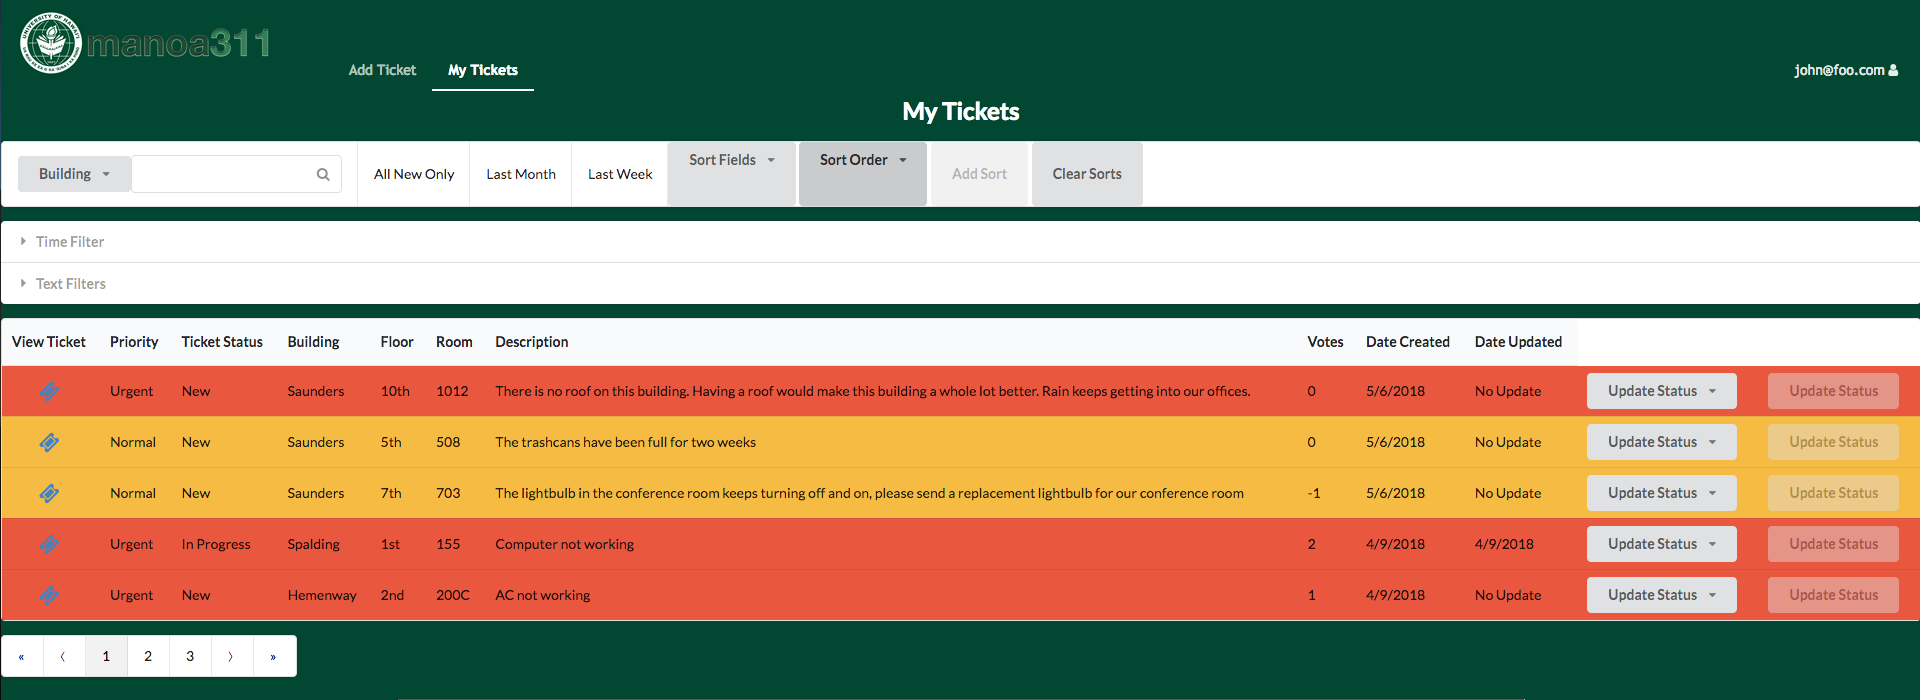 UNIVERSITY OF HAWAI'I
manoa311
Add Ticket My Tickets john@foo.com
My Tickets
Building All New Only Last Month Last Week Sort Fields Sort Order Add Sort Clear Sorts
Time Filter
Text Filters
View Ticket Priority Ticket Status Building Floor Room Description Votes Date Created Date Updated
Urgent New Saunders 10th 1012 There is no roof on this building. Having a roof would make this building a whole lot better. Rain keeps getting into our offices. 0 5/6/2018 No Update Update Status Update Status
Normal New Saunders 5th 508 The trashcans have been full for two weeks 0 5/6/2018 No Update Update Status Update Status
Normal New Saunders 7th 703 The lightbulb in the conference room keeps turning off and on, please send a replacement lightbulb for our conference room -1 5/6/2018 No Update Update Status Update Status
Urgent In Progress Spalding 1st 155 Computer not working 2 4/9/2018 4/9/2018 Update Status Update Status
Urgent New Hemenway 2nd 200C AC not working 1 4/9/2018 No Update Update Status Update Status
« ⟨ 1 2 3 ⟩ »